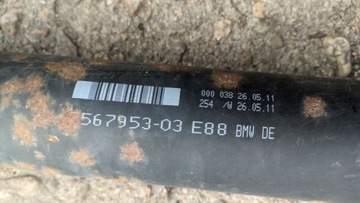 000 038 26.05.11
254 /W 26.05.11
567953-03 E88 BMW DE